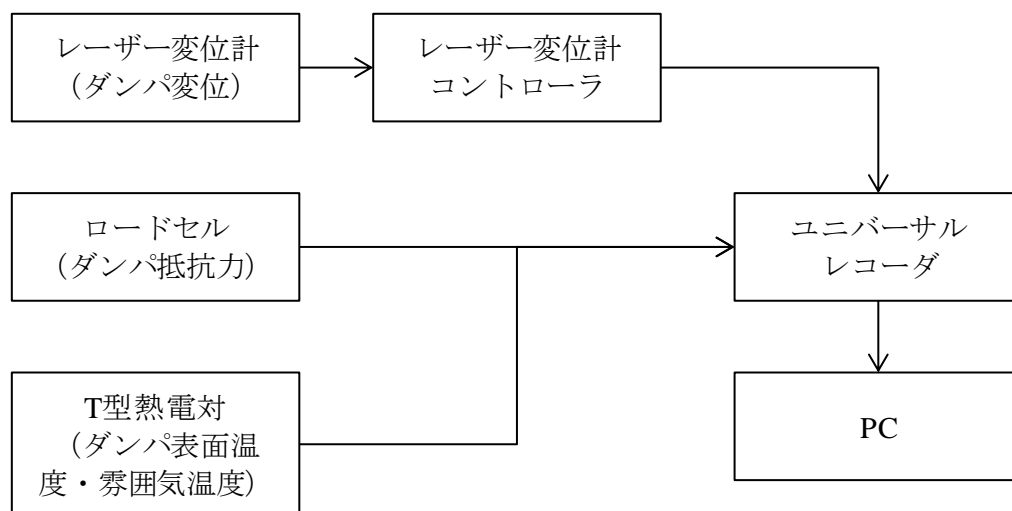 レーザー変位計
（ダンパ変位）
レーザー変位計
コントローラ
ロードセル
（ダンパ抵抗力）
ユニバーサル
レコーダ
T型熱電対
（ダンパ表面温
度・雰囲気温度）
PC